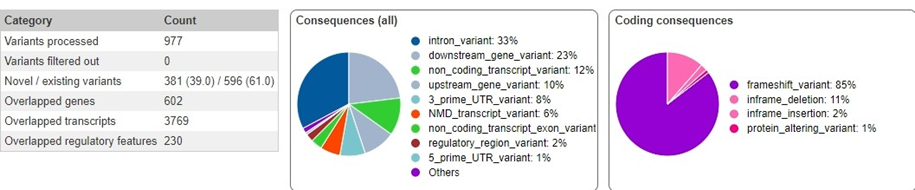 Category Count
Variants processed 977
Variants filtered out 0
Novel / existing variants 381 (39.0) / 596 (61.0)
Overlapped genes 602
Overlapped transcripts 3769
Overlapped regulatory features 230
Consequences (all)
intron_variant: 33%
downstream_gene_variant: 23%
non_coding_transcript_variant: 12%
upstream_gene_variant: 10%
3_prime_UTR_variant: 8%
NMD_transcript_variant: 6%
non_coding_transcript_exon_variant
regulatory_region_variant: 2%
5_prime_UTR_variant: 1%
Others
Coding consequences
frameshift_variant: 85%
inframe_deletion: 11%
inframe_insertion: 2%
protein_altering_variant: 1%